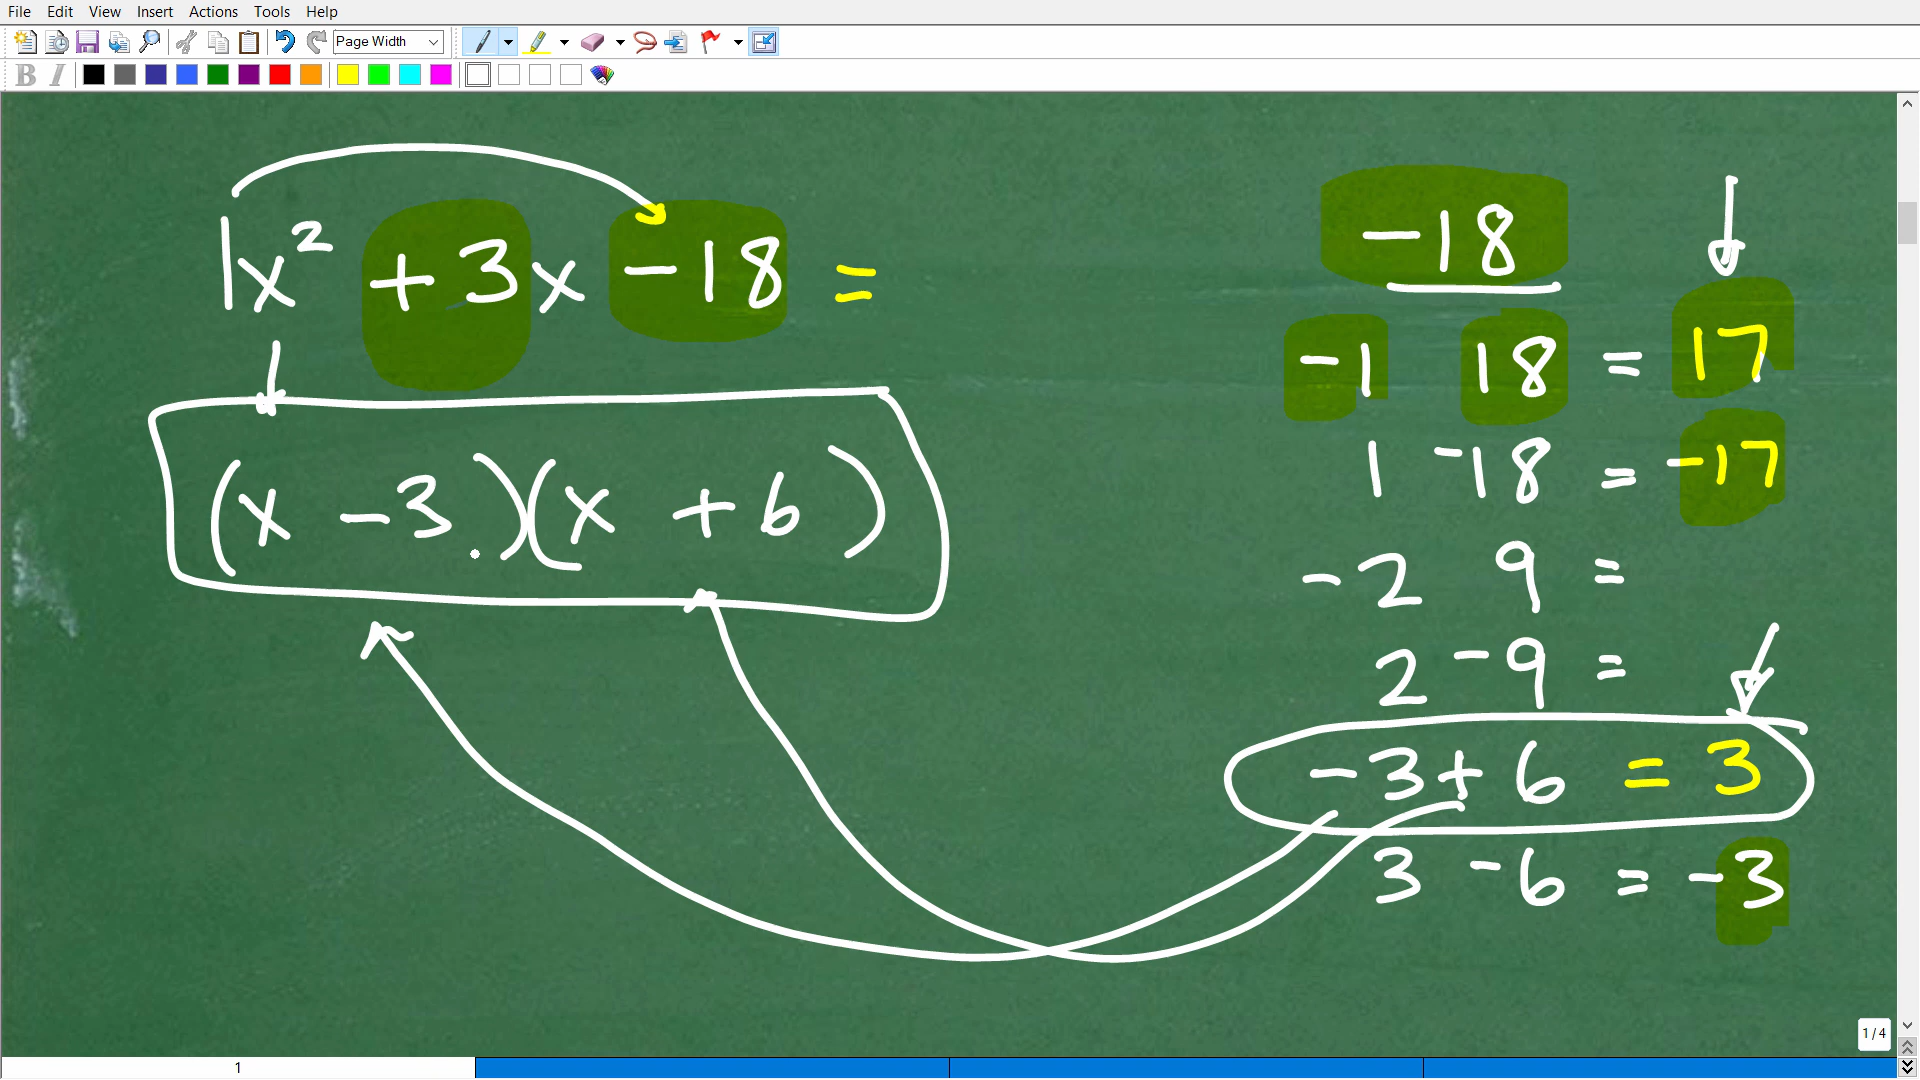 File Edit View Insert Actions Tools Help
Page Width
B I
1x² + 3x - 18 =
(x - 3)(x + 6)
-18
-1 18 = 17
1 -18 = -17
-2 9 =
2 -9 =
-3 + 6 = 3
3 -6 = -3
1 / 4
1